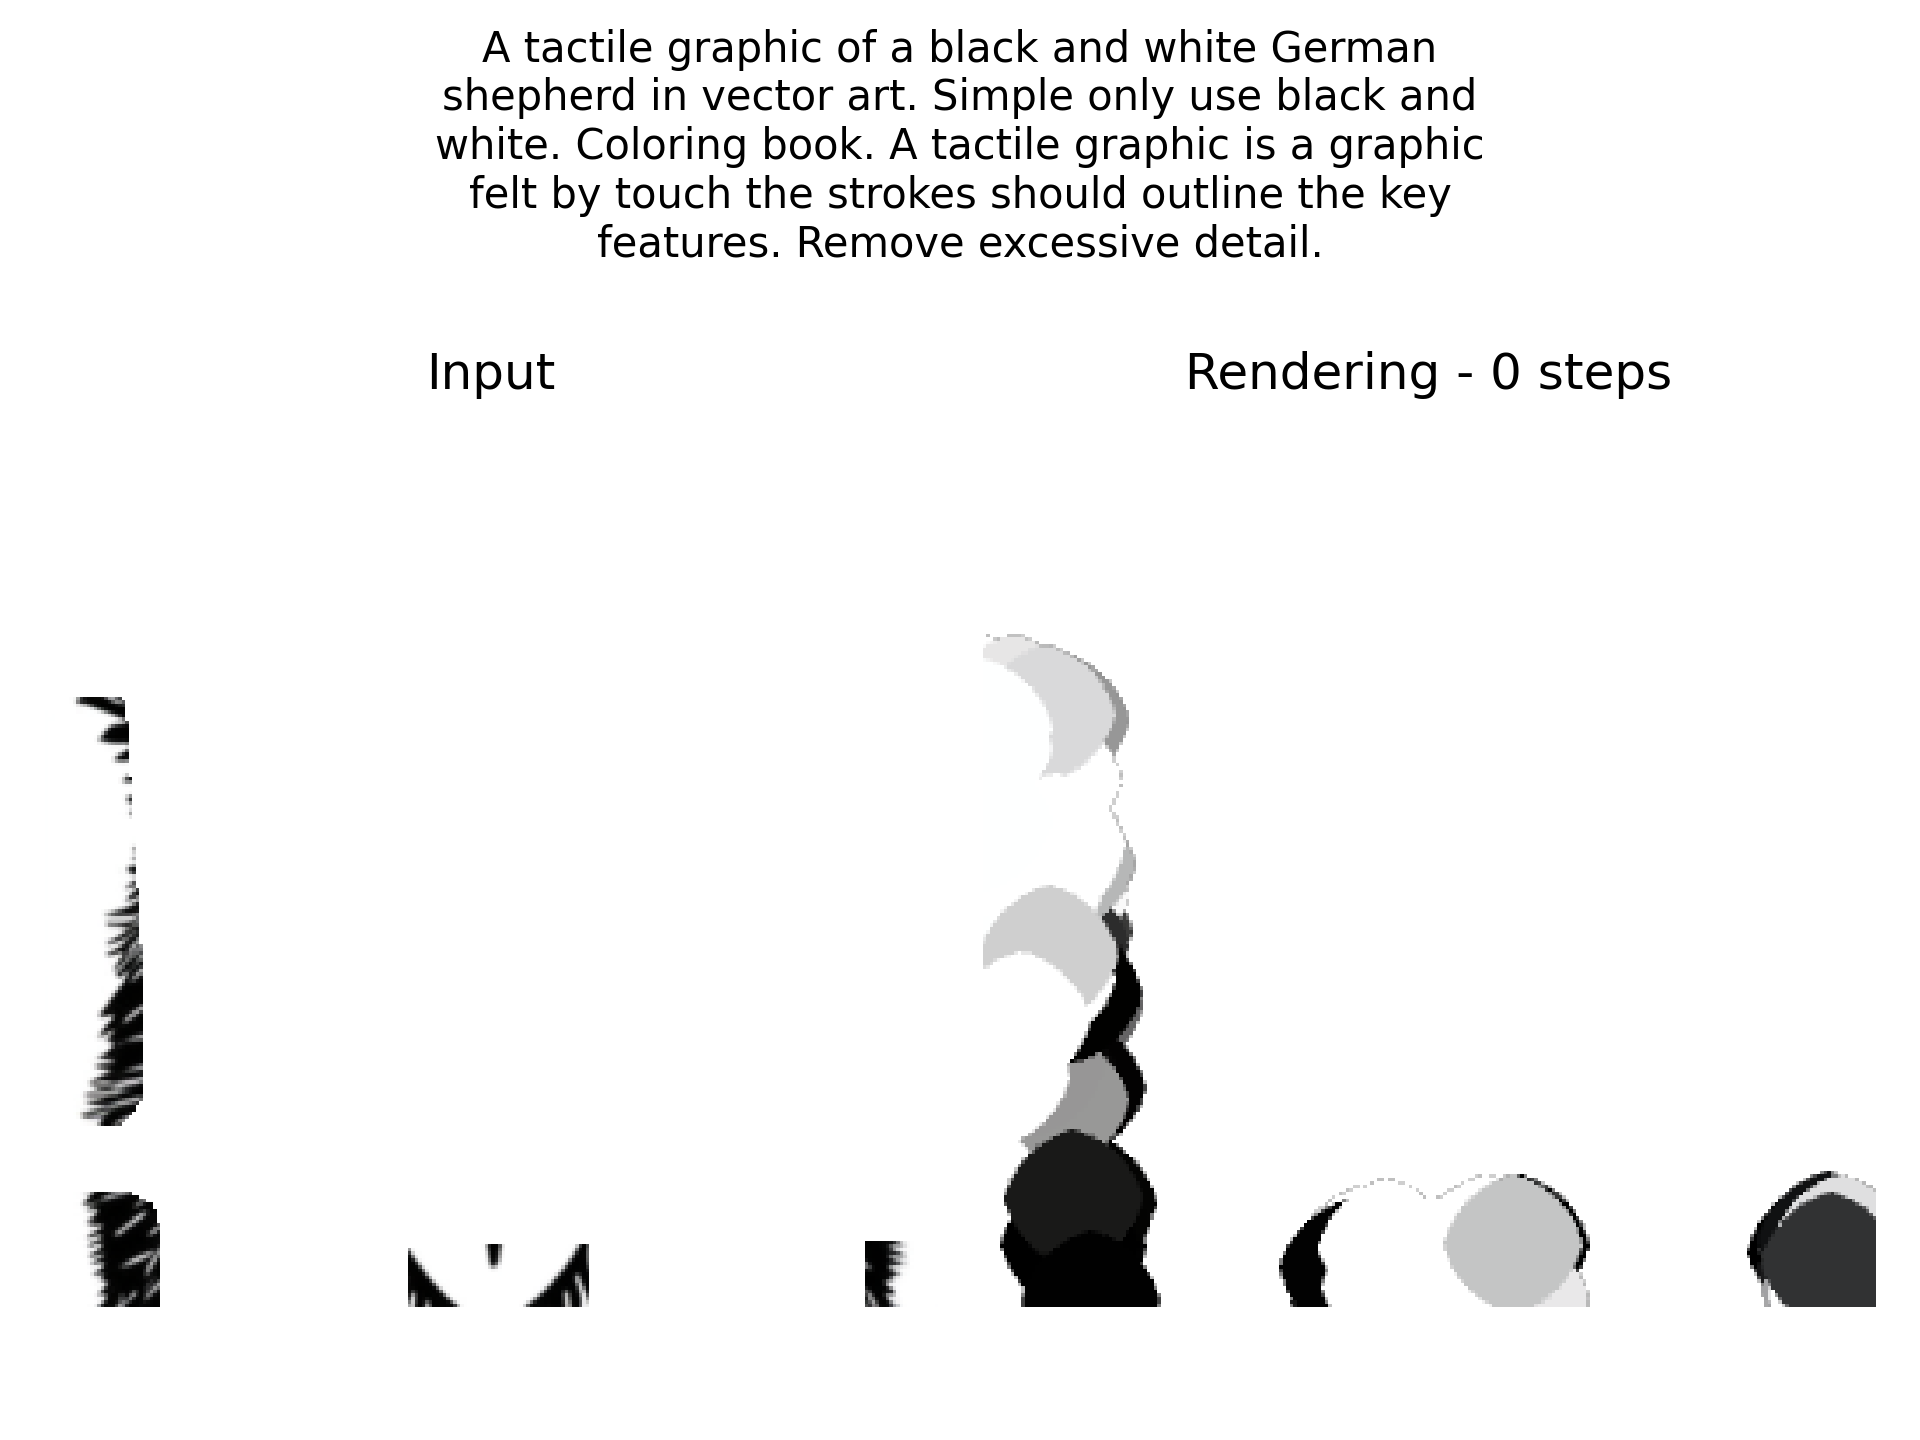 A tactile graphic of a black and white German
shepherd in vector art. Simple only use black and
white. Coloring book. A tactile graphic is a graphic
felt by touch the strokes should outline the key
features. Remove excessive detail.
Input
Rendering - 0 steps